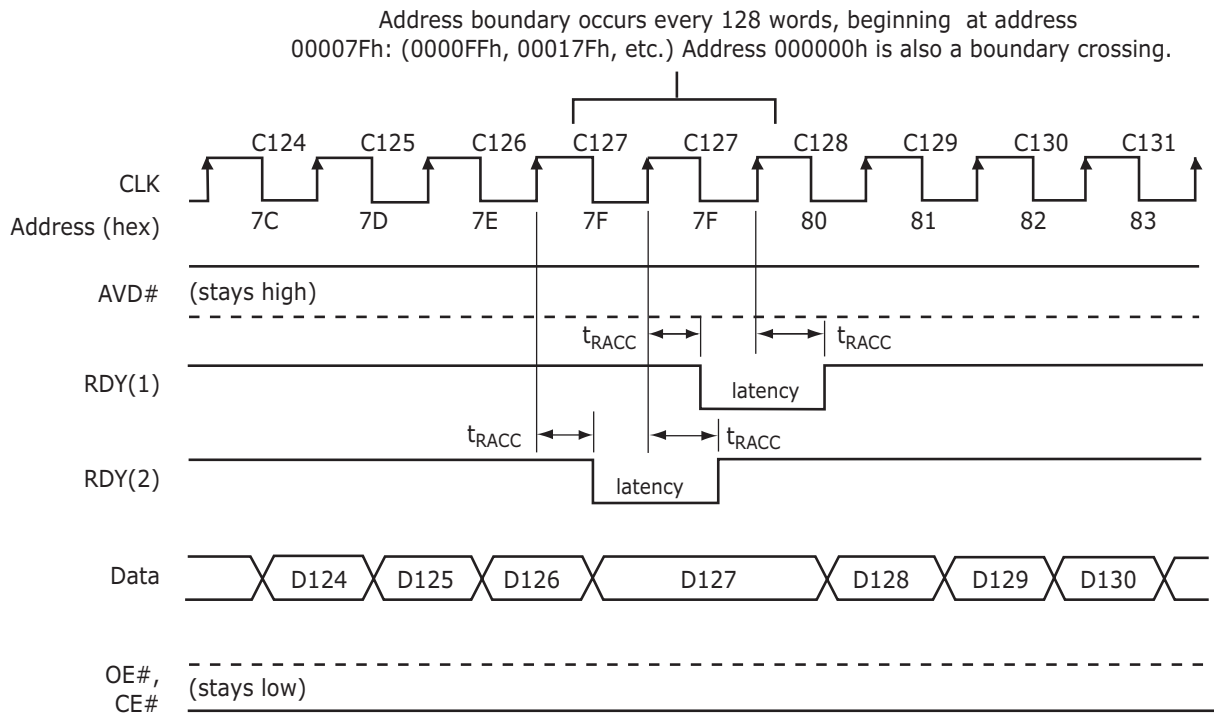 Address boundary occurs every 128 words, beginning at address
00007Fh: (0000FFh, 00017Fh, etc.) Address 000000h is also a boundary crossing.
C124 C125 C126 C127 C127 C128 C129 C130 C131
CLK
Address (hex) 7C 7D 7E 7F 7F 80 81 82 83
AVD# (stays high)
tRACC tRACC
RDY(1) latency
tRACC tRACC
RDY(2) latency
Data D124 D125 D126 D127 D128 D129 D130
OE#,
CE# (stays low)